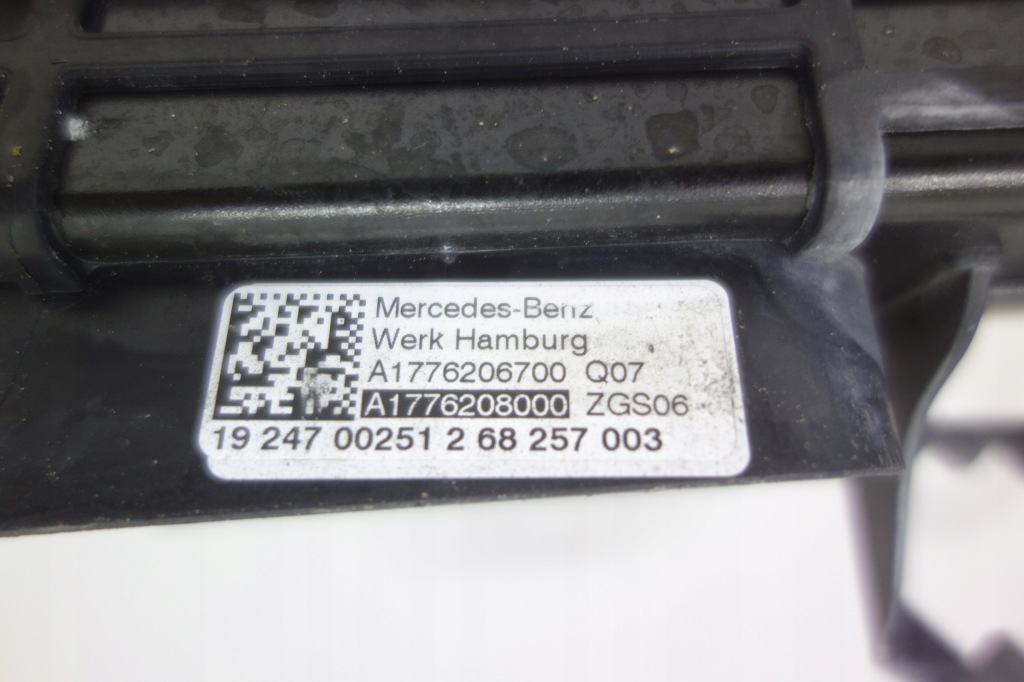 Mercedes-Benz
Werk Hamburg
A1776206700 Q07
A1776208000 ZGS06
19 247 00251 2 68 257 003